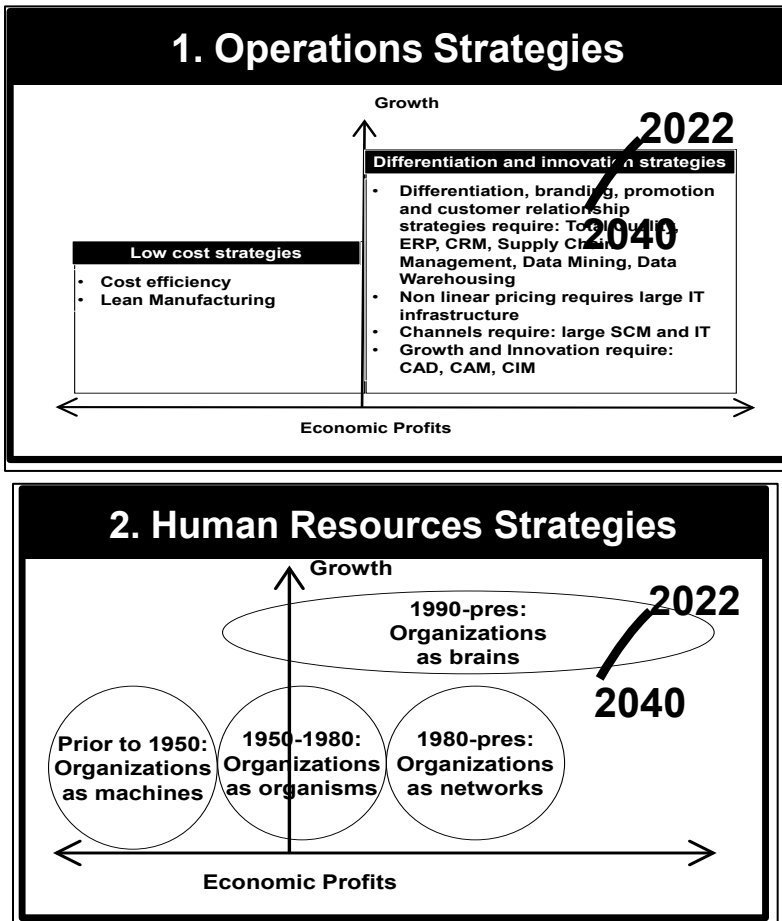 1. Operations Strategies
Growth
2022
Differentiation and innovation strategies
• Differentiation, branding, promotion
and customer relationship
strategies require: Total Quality,
2040
ERP, CRM, Supply Chain
Management, Data Mining, Data
Warehousing
• Non linear pricing requires large IT
infrastructure
• Channels require: large SCM and IT
• Growth and Innovation require:
CAD, CAM, CIM
Low cost strategies
• Cost efficiency
• Lean Manufacturing
Economic Profits
2. Human Resources Strategies
Growth
1990-pres:
Organizations
as brains
2022
2040
Prior to 1950:
Organizations
as machines
1950-1980:
Organizations
as organisms
1980-pres:
Organizations
as networks
Economic Profits